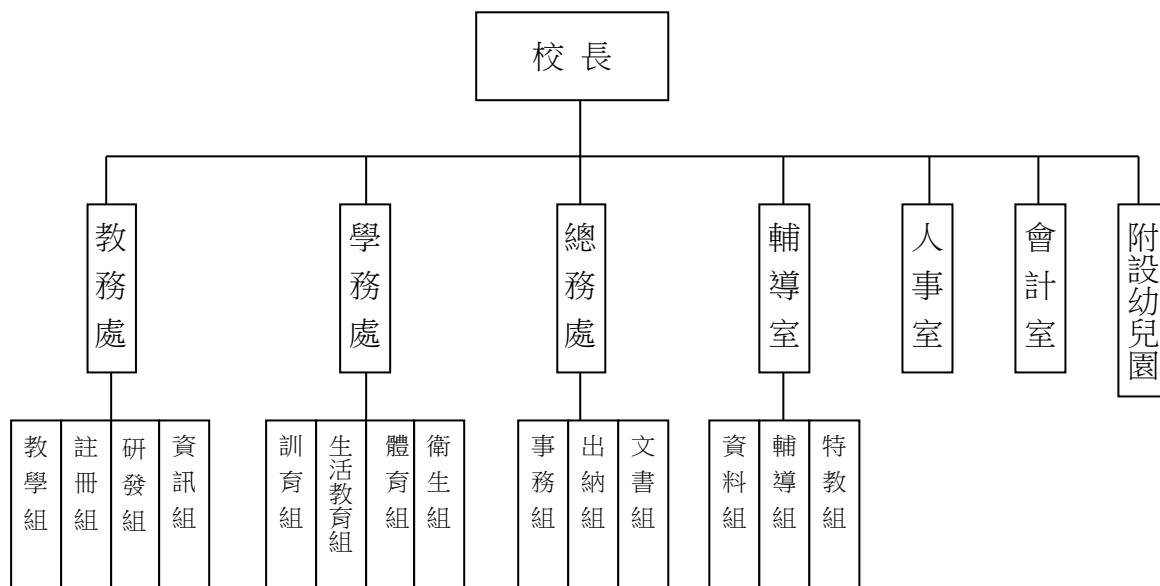 校長
教務處
學務處
總務處
輔導室
人事室
會計室
附設幼兒園
教學組
註冊組
研發組
資訊組
訓育組
生活教育組
體育組
衛生組
事務組
出納組
文書組
資料組
輔導組
特教組